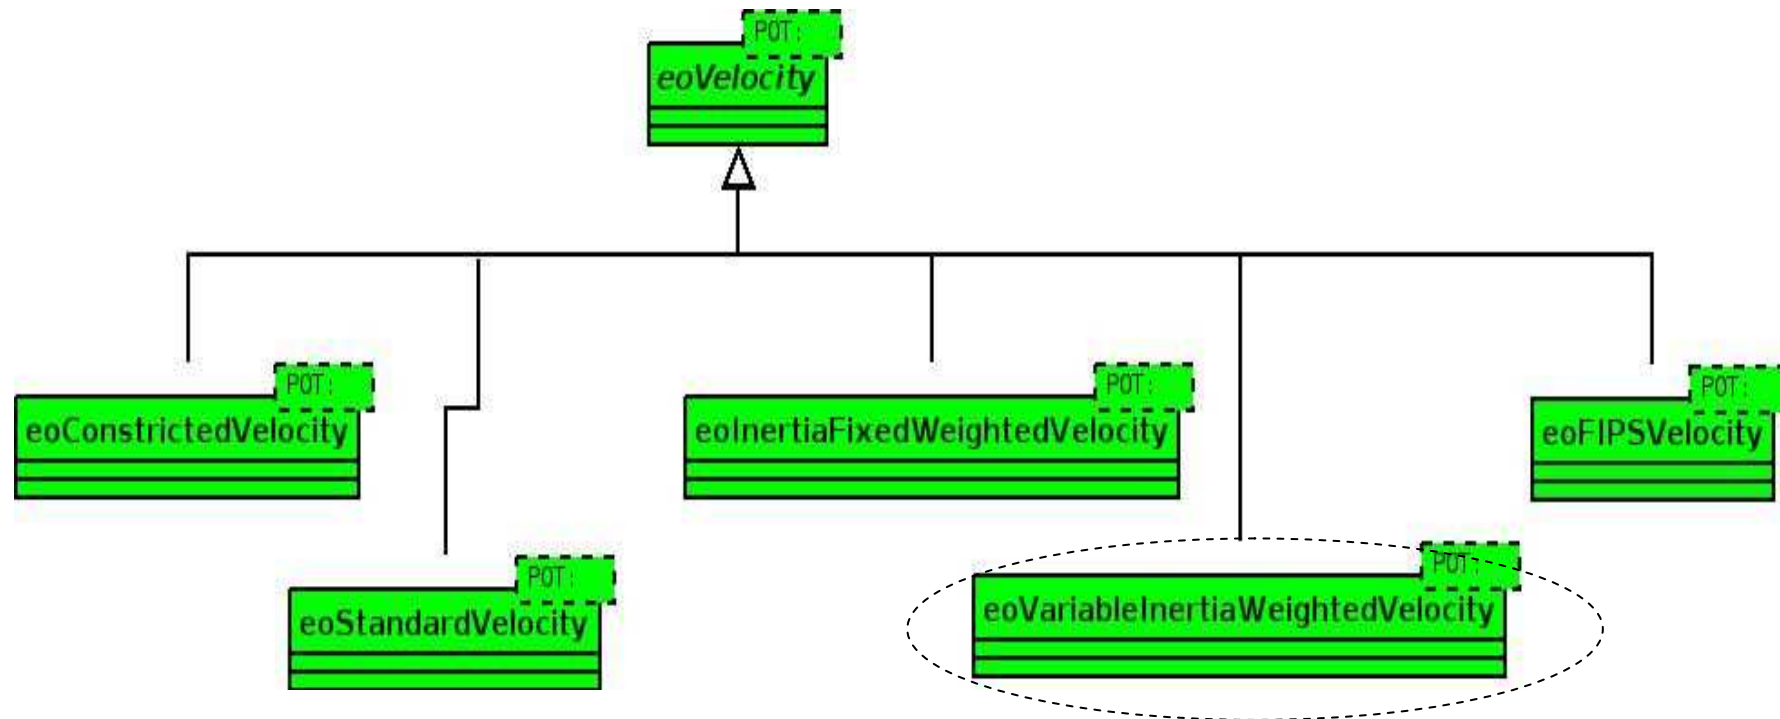 POT:
eoVelocity
POT:
eoConstrictedVelocity
POT:
eoInertiaFixedWeightedVelocity
POT:
eoFIPSVelocity
POT:
eoStandardVelocity
POT:
eoVariableInertiaWeightedVelocity